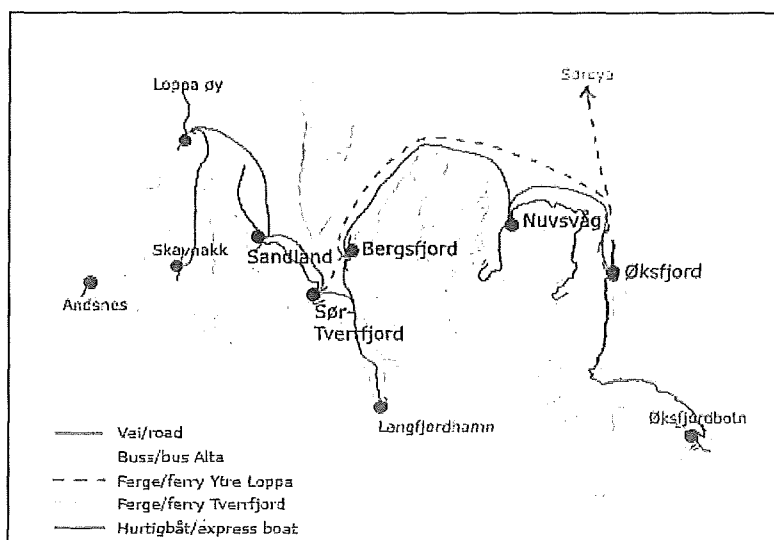 Loppa øy
Sørøya
Skavnakk
Sandland
Bergsfjord
Nuvsvåg
Øksfjord
Andsnes
Sør-
Tverrfjord
Langfjordhamn
Øksfjordbotn
Vei/road
Buss/bus Alta
Ferge/ferry Ytre Loppa
Ferge/ferry Tverrfjord
Hurtigbåt/express boat